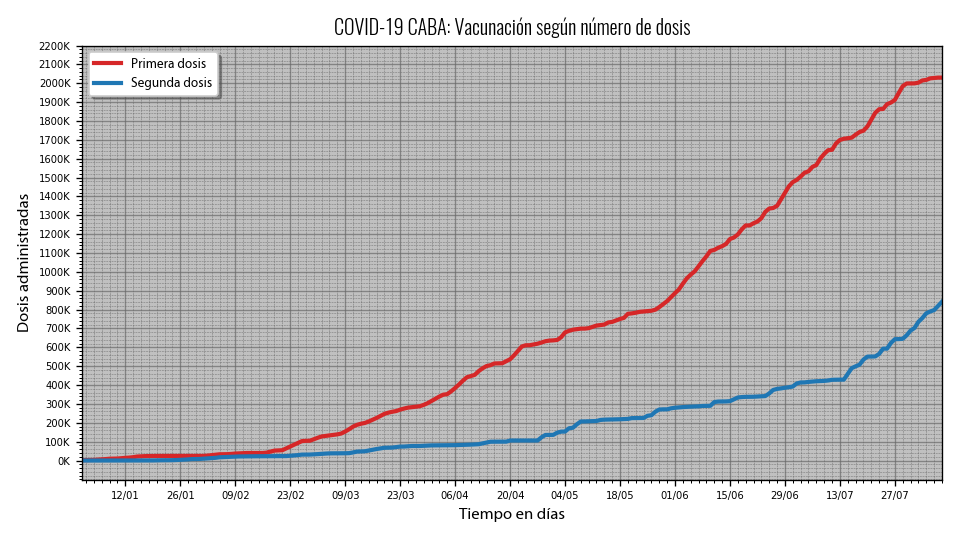 COVID-19 CABA: Vacunación según número de dosis
Primera dosis
Segunda dosis
Dosis administradas
2200K
2100K
2000K
1900K
1800K
1700K
1600K
1500K
1400K
1300K
1200K
1100K
1000K
900K
800K
700K
600K
500K
400K
300K
200K
100K
0K
12/01 26/01 09/02 23/02 09/03 23/03 06/04 20/04 04/05 18/05 01/06 15/06 29/06 13/07 27/07
Tiempo en días